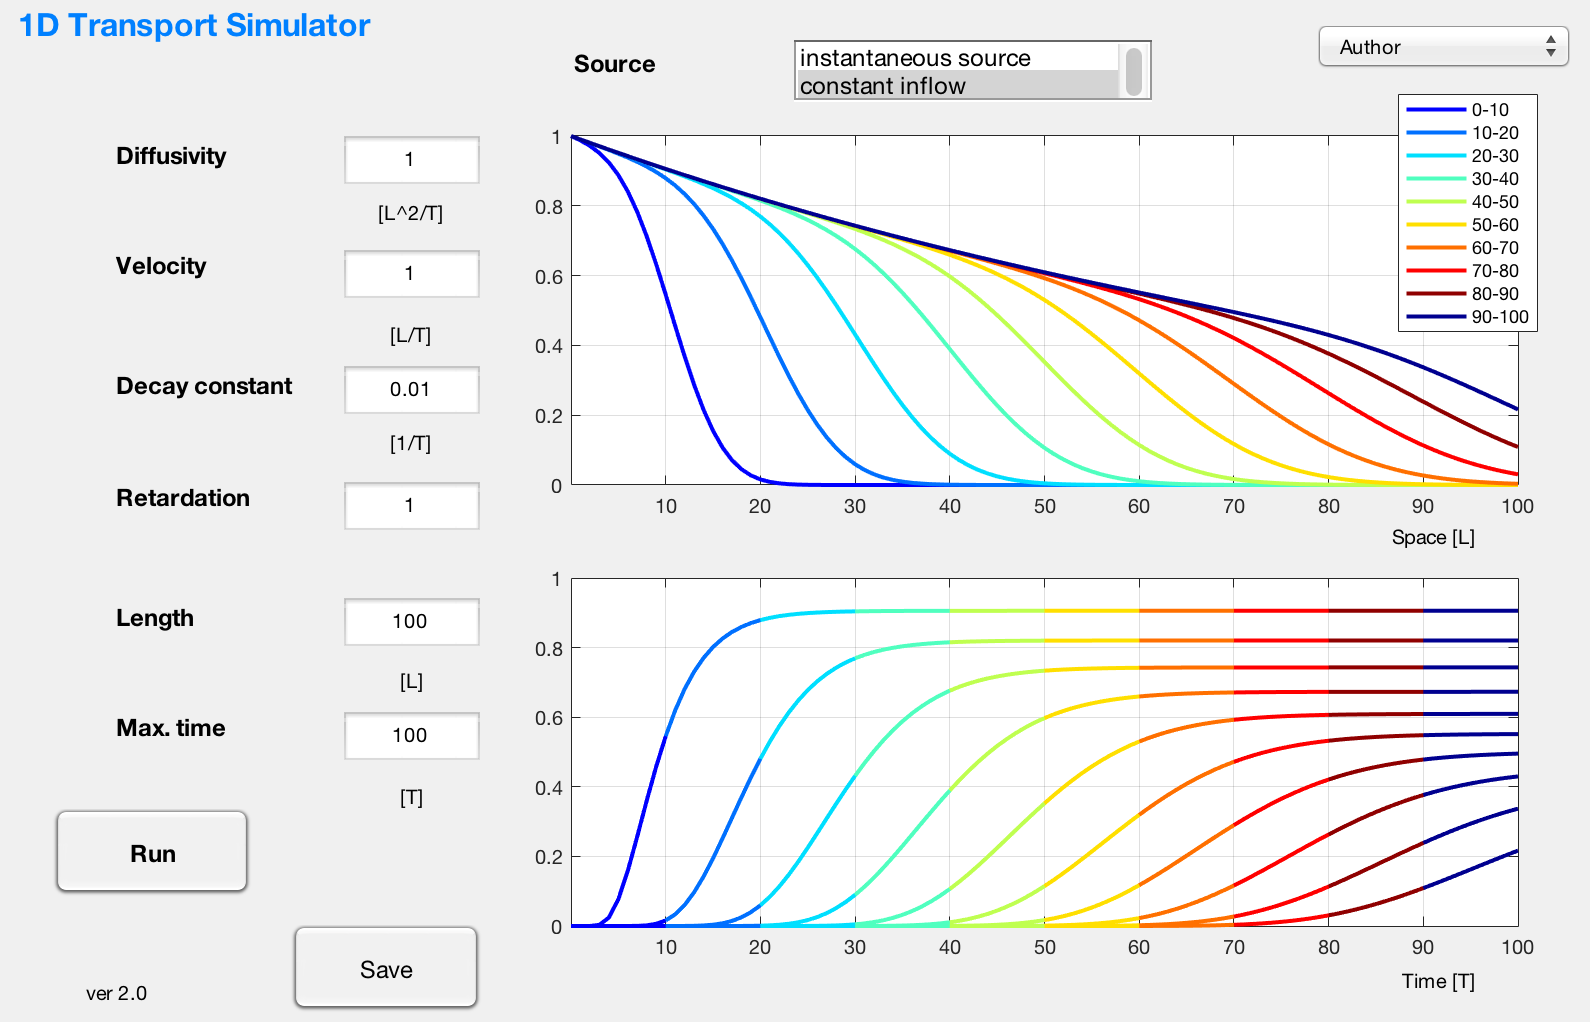 1D Transport Simulator
Source
instantaneous source
constant inflow
Author
Diffusivity
1
[L^2/T]
Velocity
1
[L/T]
Decay constant
0.01
[1/T]
Retardation
1
Length
100
[L]
Max. time
100
[T]
Run
Save
ver 2.0
0-10
10-20
20-30
30-40
40-50
50-60
60-70
70-80
80-90
90-100
1
0.8
0.6
0.4
0.2
0
10 20 30 40 50 60 70 80 90 100
Space [L]
1
0.8
0.6
0.4
0.2
0
10 20 30 40 50 60 70 80 90 100
Time [T]